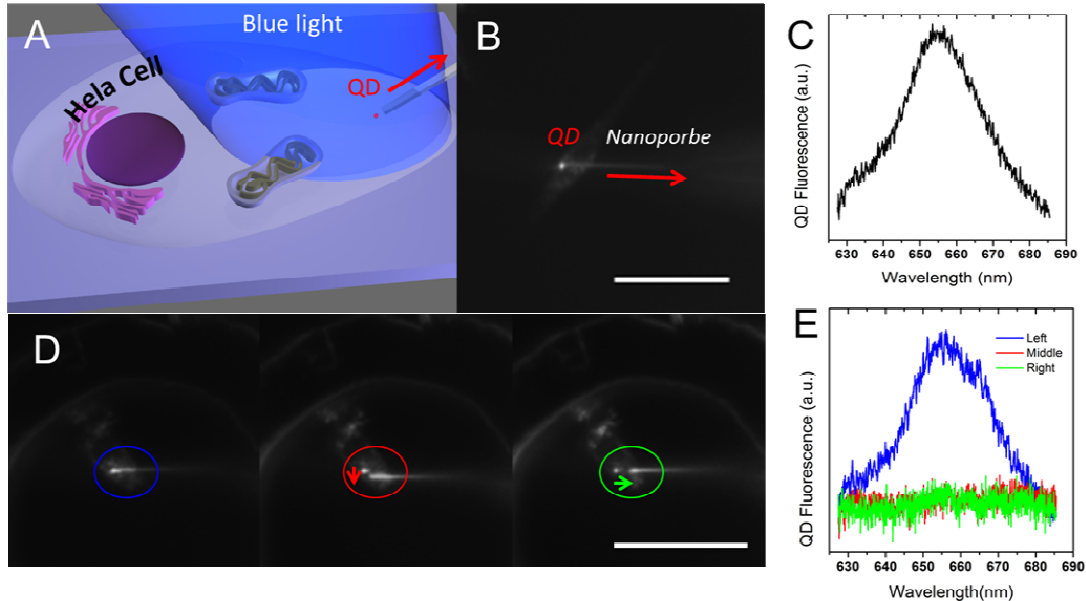 A
Blue light
Hela Cell
QD
B
QD
Nanoporbe
C
QD Fluorescence (a.u.)
630 640 650 660 670 680 690
Wavelength (nm)
D
E
Left
Middle
Right
QD Fluorescence (a.u.)
630 640 650 660 670 680 690
Wavelength(nm)